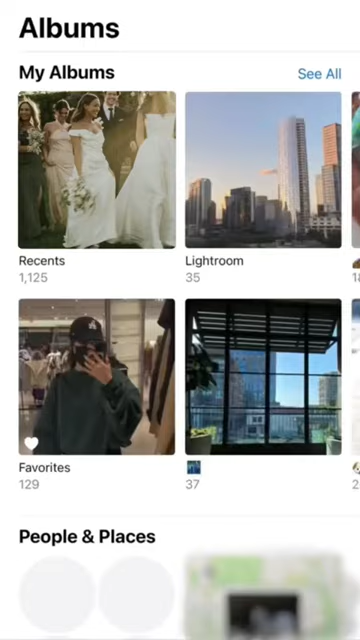 Albums
My Albums
See All
Recents
Lightroom
1,125
35
Favorites
129
37
People & Places